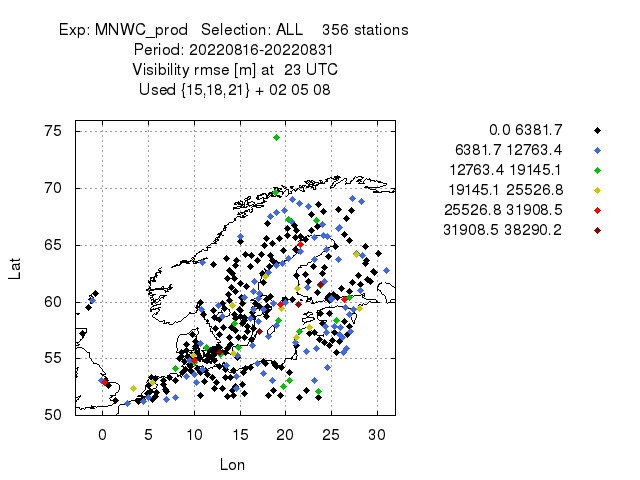 Exp: MNWC_prod Selection: ALL 356 stations
Period: 20220816-20220831
Visibility rmse [m] at 23 UTC
Used {15,18,21} + 02 05 08
0.0 6381.7
6381.7 12763.4
12763.4 19145.1
19145.1 25526.8
25526.8 31908.5
31908.5 38290.2
75
70
65
60
55
50
Lat
0 5 10 15 20 25 30
Lon